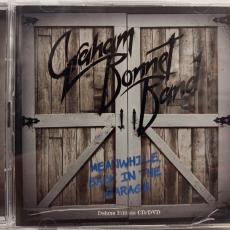 Graham
Bonnet
Band
MEANWHILE
BACK IN THE
GARAGE
Deluxe Edition CD/DVD